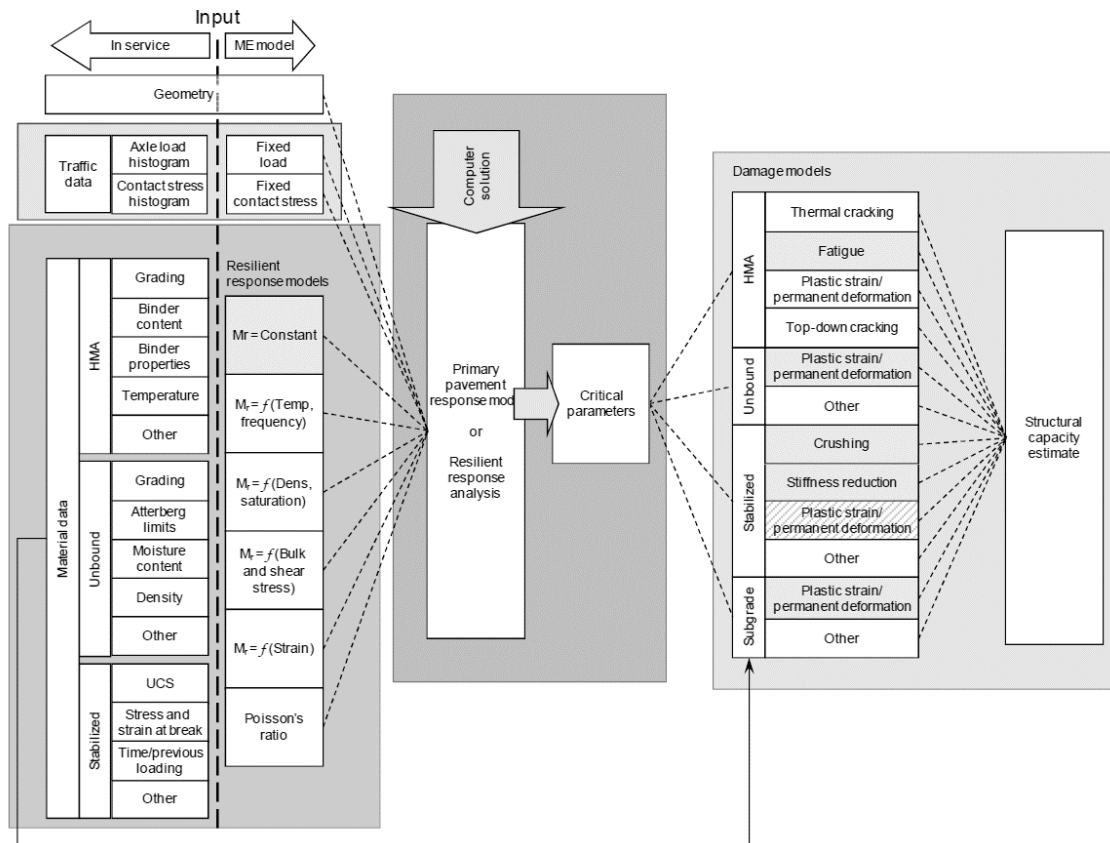 Input
In service
ME model
Geometry
Traffic
data
Axle load
histogram
Contact stress
histogram
Fixed
load
Fixed
contact stress
Material data
HMA
Grading
Binder
content
Binder
properties
Temperature
Other
Unbound
Grading
Atterberg
limits
Moisture
content
Density
Other
Stabilized
UCS
Stress and
strain at break
Time/previous
loading
Other
Resilient
response models
Mr = Constant
Mr = f(Temp,
frequency)
Mr = f(Dens,
saturation)
Mr = f(Bulk
and shear
stress)
Mr = f(Strain)
Poisson's
ratio
Computer
solution
Primary
pavement
response mod
or
Resilient
response
analysis
Critical
parameters
Damage models
HMA
Thermal cracking
Fatigue
Plastic strain/
permanent deformation
Top-down cracking
Unbound
Plastic strain/
permanent deformation
Other
Stabilized
Crushing
Stiffness reduction
Plastic strain/
permanent deformation
Other
Subgrade
Plastic strain/
permanent deformation
Other
Structural
capacity
estimate